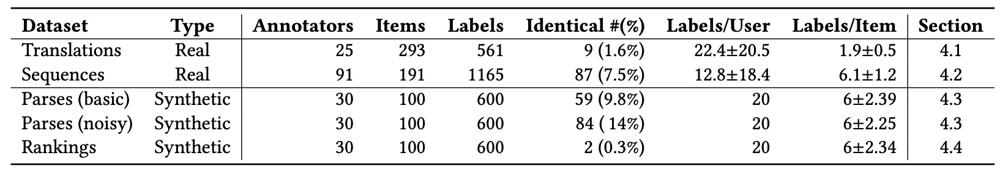 Dataset Type Annotators Items Labels Identical #(%) Labels/User Labels/Item Section
Translations Real 25 293 561 9 (1.6%) 22.4±20.5 1.9±0.5 4.1
Sequences Real 91 191 1165 87 (7.5%) 12.8±18.4 6.1±1.2 4.2
Parses (basic) Synthetic 30 100 600 59 (9.8%) 20 6±2.39 4.3
Parses (noisy) Synthetic 30 100 600 84 ( 14%) 20 6±2.25 4.3
Rankings Synthetic 30 100 600 2 (0.3%) 20 6±2.34 4.4